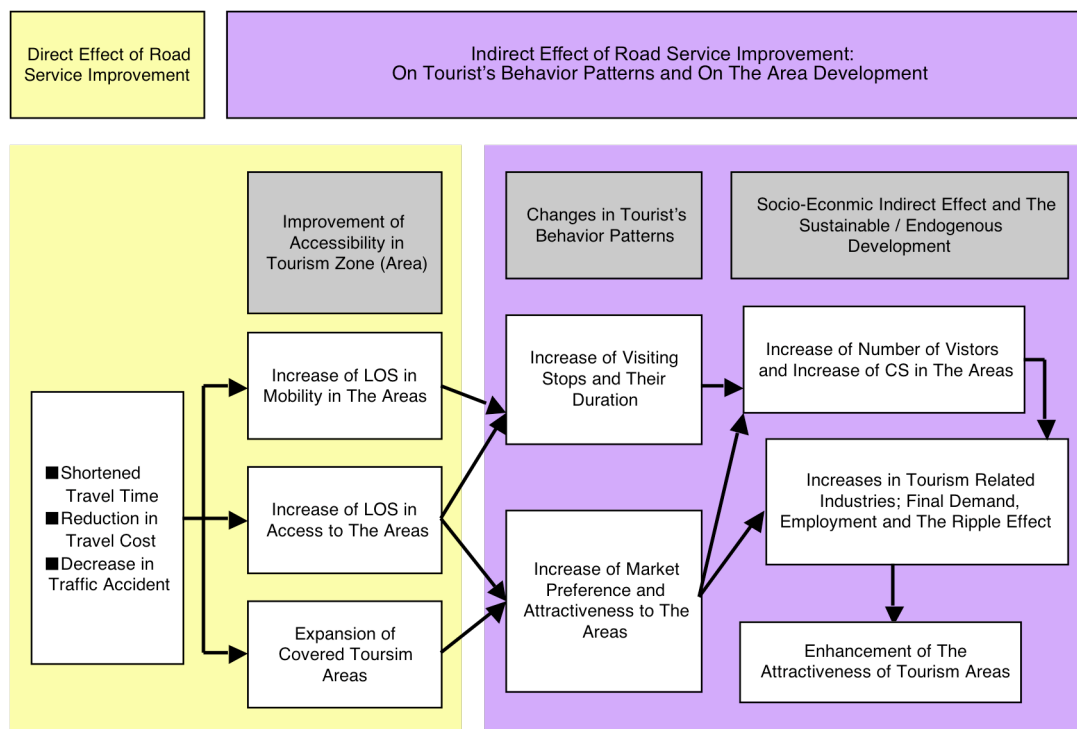 Direct Effect of Road
Service Improvement
Indirect Effect of Road Service Improvement:
On Tourist's Behavior Patterns and On The Area Development
Improvement of
Accessibility in
Tourism Zone (Area)
Changes in Tourist's
Behavior Patterns
Socio-Econmic Indirect Effect and The
Sustainable / Endogenous
Development
■Shortened
Travel Time
■Reduction in
Travel Cost
■Decrease in
Traffic Accident
Increase of LOS in
Mobility in The Areas
Increase of LOS in
Access to The Areas
Expansion of
Covered Toursim
Areas
Increase of Visiting
Stops and Their
Duration
Increase of Market
Preference and
Attractiveness to The
Areas
Increase of Number of Vistors
and Increase of CS in The Areas
Increases in Tourism Related
Industries; Final Demand,
Employment and The Ripple Effect
Enhancement of The
Attractiveness of Tourism Areas